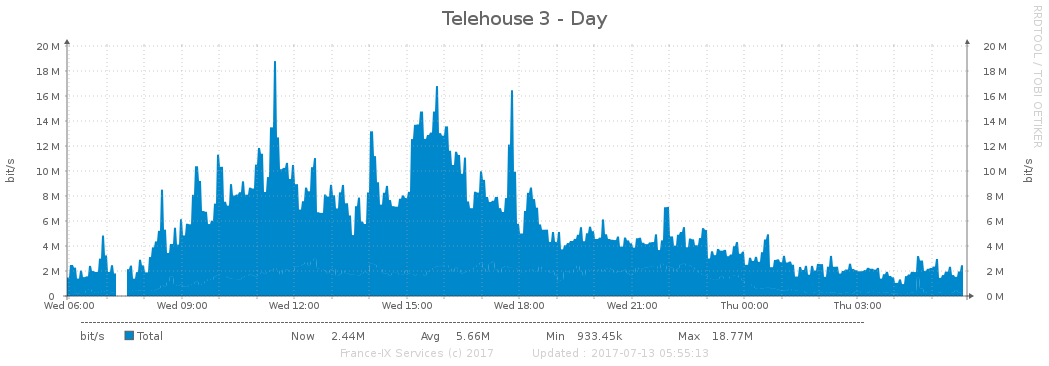 Telehouse 3 - Day
RRDTOOL / TOBI OETIKER
bit/s
20 M
18 M
16 M
14 M
12 M
10 M
8 M
6 M
4 M
2 M
0
20 M
18 M
16 M
14 M
12 M
10 M
8 M
6 M
4 M
2 M
0 M
bit/s
Wed 06:00 Wed 09:00 Wed 12:00 Wed 15:00 Wed 18:00 Wed 21:00 Thu 00:00 Thu 03:00
bit/s Total Now 2.44M Avg 5.66M Min 933.45k Max 18.77M
France-IX Services (c) 2017 Updated : 2017-07-13 05:55:13